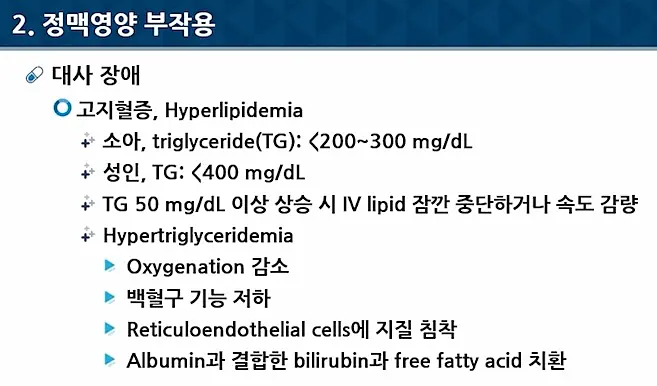 2. 정맥영양 부작용
대사 장애
고지혈증, Hyperlipidemia
소아, triglyceride(TG): <200~300 mg/dL
성인, TG: <400 mg/dL
TG 50 mg/dL 이상 상승 시 IV lipid 잠깐 중단하거나 속도 감량
Hypertriglyceridemia
Oxygenation 감소
백혈구 기능 저하
Reticuloendothelial cells에 지질 침착
Albumin과 결합한 bilirubin과 free fatty acid 치환